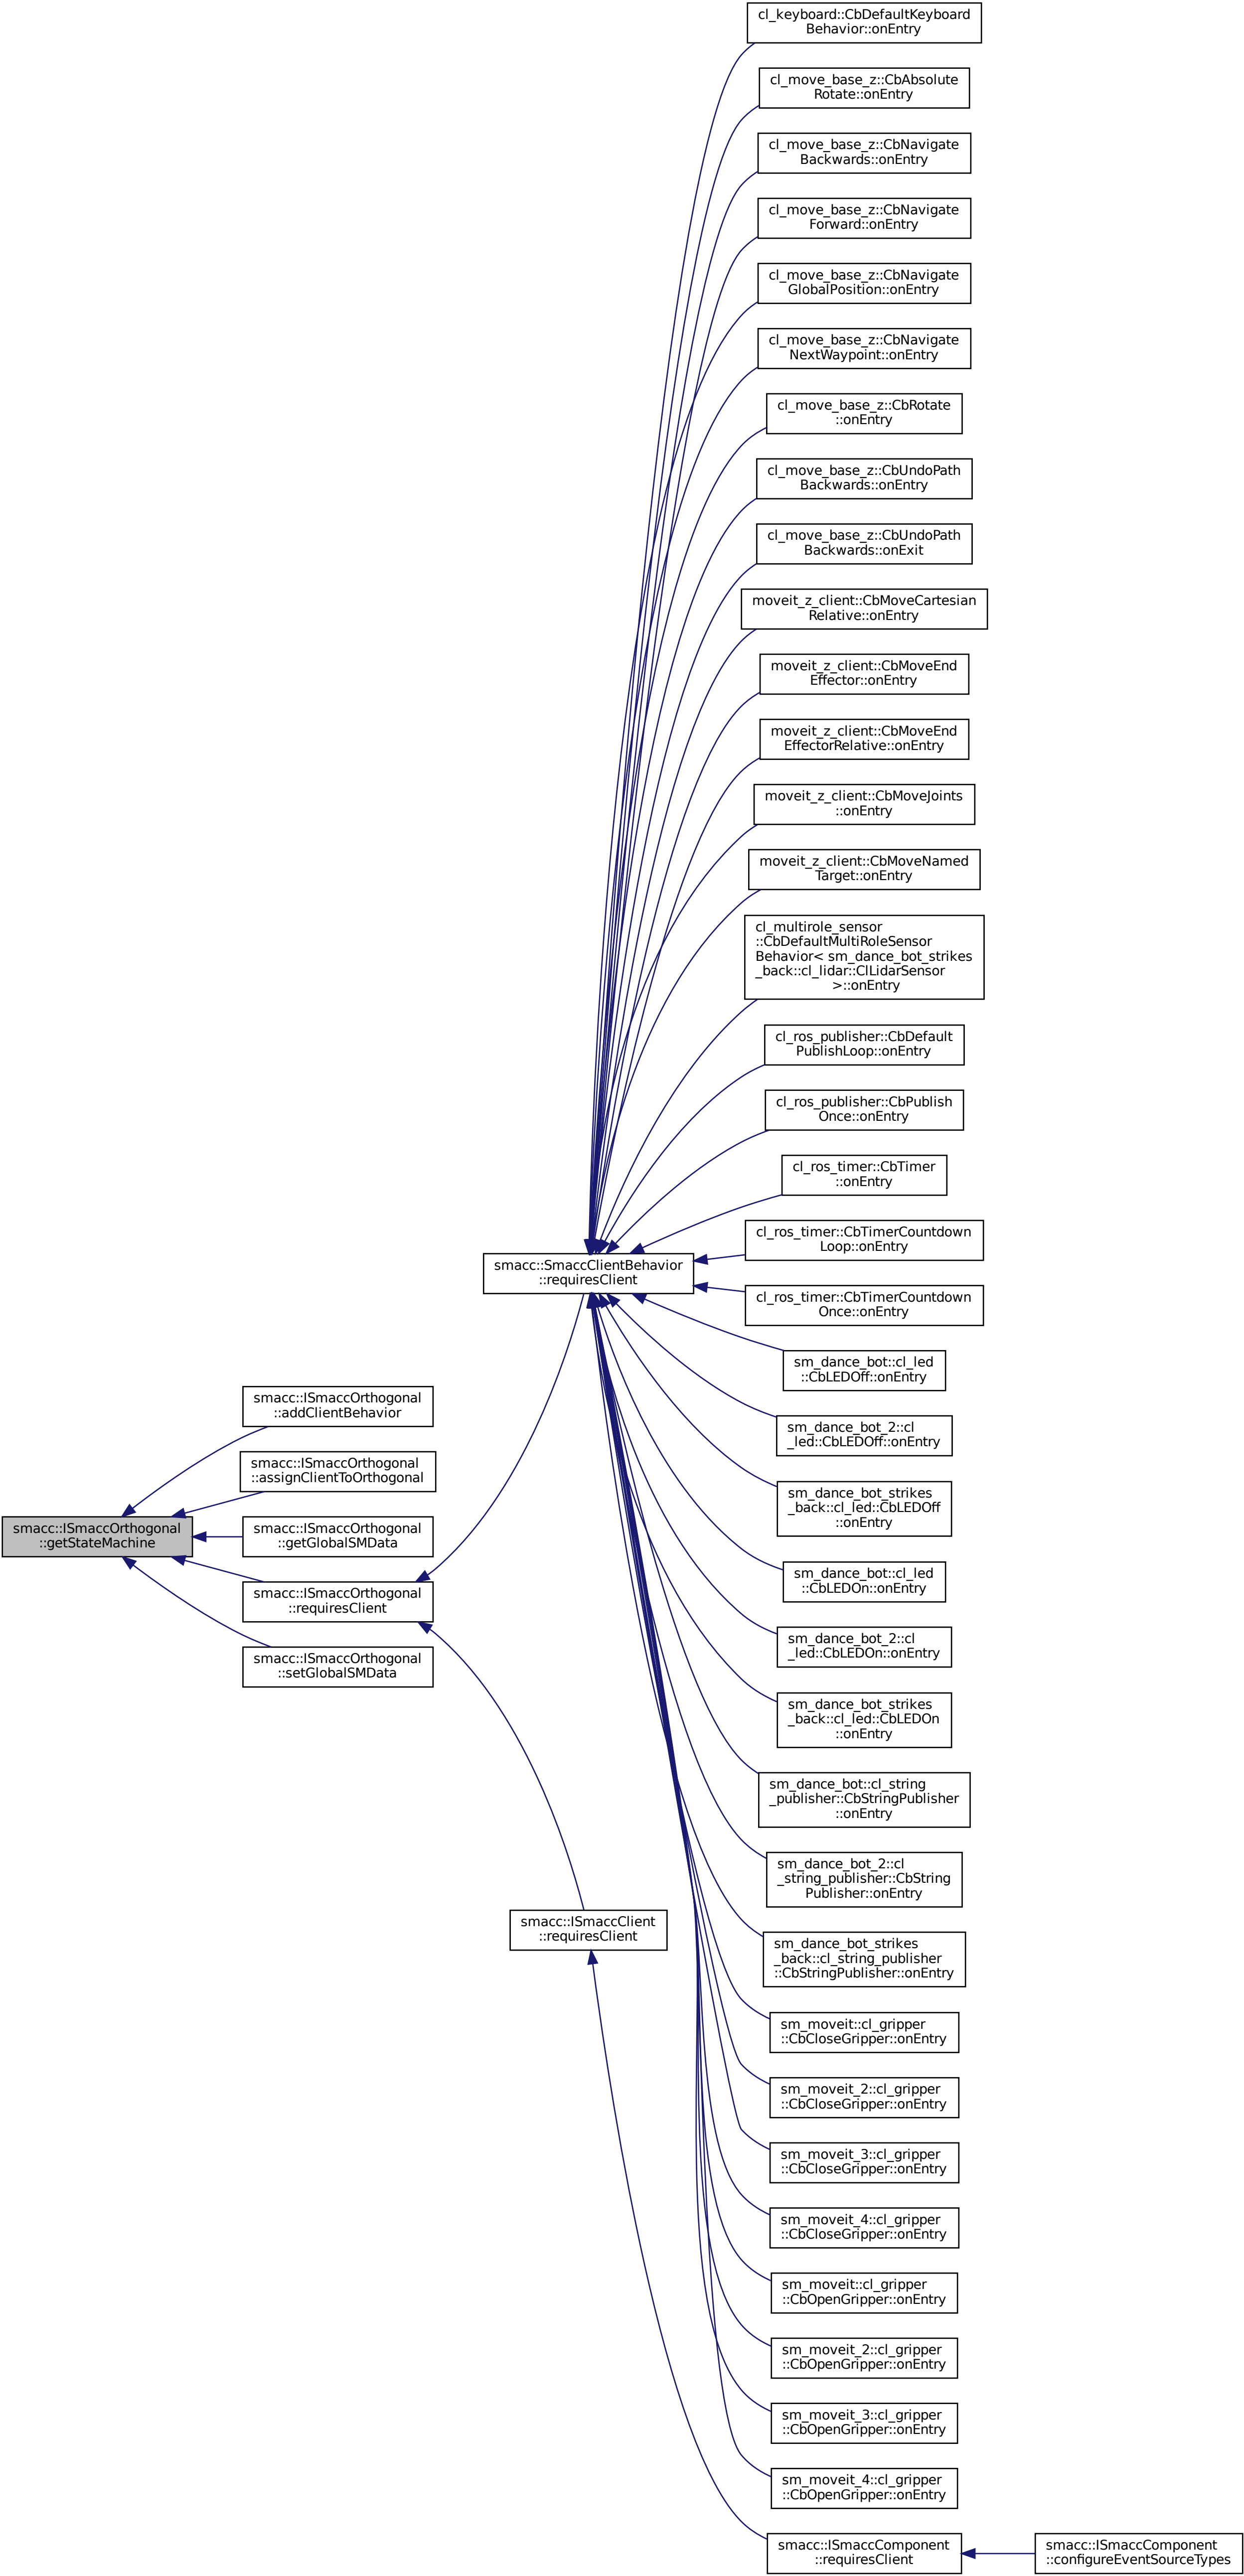 cl_keyboard::CbDefaultKeyboard
Behavior::onEntry
cl_move_base_z::CbAbsolute
Rotate::onEntry
cl_move_base_z::CbNavigate
Backwards::onEntry
cl_move_base_z::CbNavigate
Forward::onEntry
cl_move_base_z::CbNavigate
GlobalPosition::onEntry
cl_move_base_z::CbNavigate
NextWaypoint::onEntry
cl_move_base_z::CbRotate
::onEntry
cl_move_base_z::CbUndoPath
Backwards::onEntry
cl_move_base_z::CbUndoPath
Backwards::onExit
moveit_z_client::CbMoveCartesian
Relative::onEntry
moveit_z_client::CbMoveEnd
Effector::onEntry
moveit_z_client::CbMoveEnd
EffectorRelative::onEntry
moveit_z_client::CbMoveJoints
::onEntry
moveit_z_client::CbMoveNamed
Target::onEntry
cl_multirole_sensor
::CbDefaultMultiRoleSensor
Behavior< sm_dance_bot_strikes
_back::cl_lidar::ClLidarSensor
>::onEntry
cl_ros_publisher::CbDefault
PublishLoop::onEntry
cl_ros_publisher::CbPublish
Once::onEntry
cl_ros_timer::CbTimer
::onEntry
cl_ros_timer::CbTimerCountdown
Loop::onEntry
smacc::SmaccClientBehavior
::requiresClient
cl_ros_timer::CbTimerCountdown
Once::onEntry
sm_dance_bot::cl_led
::CbLEDOff::onEntry
smacc::ISmaccOrthogonal
::addClientBehavior
sm_dance_bot_2::cl
_led::CbLEDOff::onEntry
smacc::ISmaccOrthogonal
::assignClientToOrthogonal
sm_dance_bot_strikes
_back::cl_led::CbLEDOff
::onEntry
smacc::ISmaccOrthogonal
::getStateMachine
smacc::ISmaccOrthogonal
::getGlobalSMData
sm_dance_bot::cl_led
::CbLEDOn::onEntry
smacc::ISmaccOrthogonal
::requiresClient
sm_dance_bot_2::cl
_led::CbLEDOn::onEntry
smacc::ISmaccOrthogonal
::setGlobalSMData
sm_dance_bot_strikes
_back::cl_led::CbLEDOn
::onEntry
sm_dance_bot::cl_string
_publisher::CbStringPublisher
::onEntry
sm_dance_bot_2::cl
_string_publisher::CbString
Publisher::onEntry
smacc::ISmaccClient
::requiresClient
sm_dance_bot_strikes
_back::cl_string_publisher
::CbStringPublisher::onEntry
sm_moveit::cl_gripper
::CbCloseGripper::onEntry
sm_moveit_2::cl_gripper
::CbCloseGripper::onEntry
sm_moveit_3::cl_gripper
::CbCloseGripper::onEntry
sm_moveit_4::cl_gripper
::CbCloseGripper::onEntry
sm_moveit::cl_gripper
::CbOpenGripper::onEntry
sm_moveit_2::cl_gripper
::CbOpenGripper::onEntry
sm_moveit_3::cl_gripper
::CbOpenGripper::onEntry
sm_moveit_4::cl_gripper
::CbOpenGripper::onEntry
smacc::ISmaccComponent
::requiresClient
smacc::ISmaccComponent
::configureEventSourceTypes